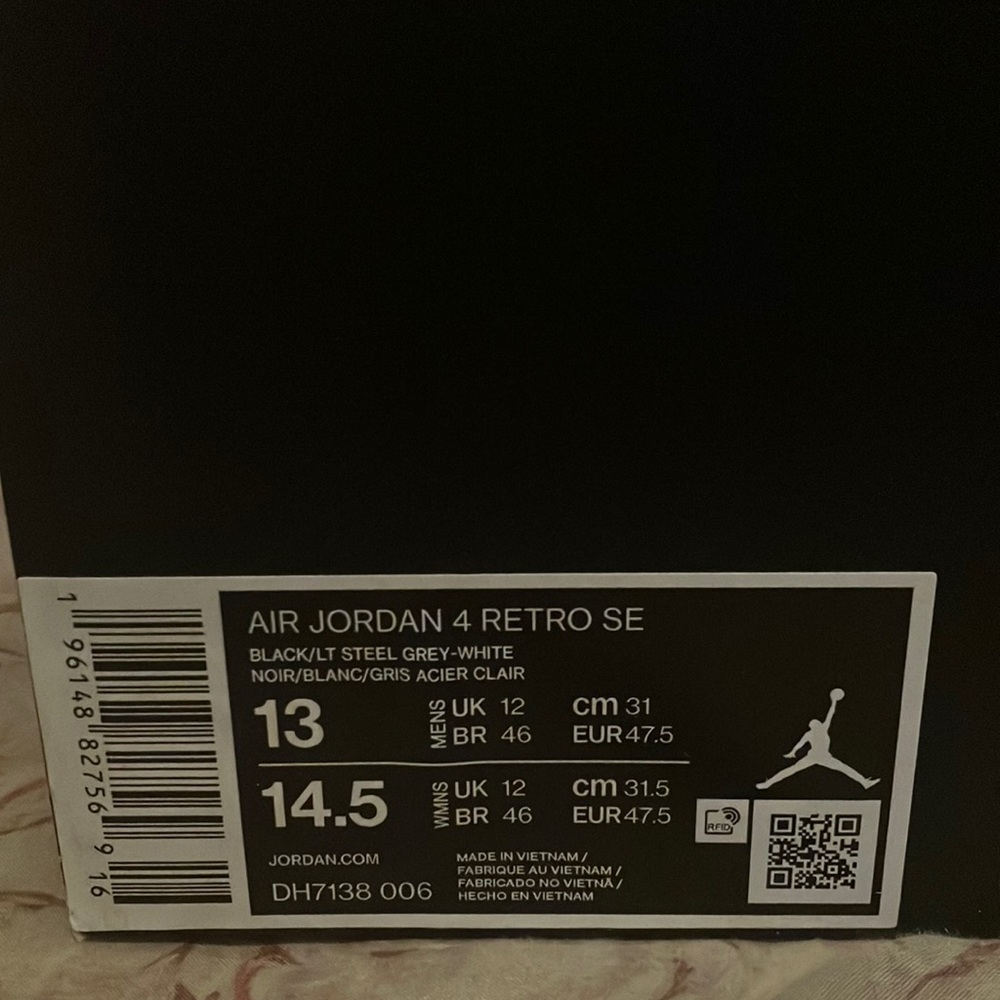 1 96148 82756 9 16
AIR JORDAN 4 RETRO SE
BLACK/LT STEEL GREY-WHITE
NOIR/BLANC/GRIS ACIER CLAIR
13 MENS UK 12 cm 31
BR 46 EUR 47.5
14.5 WMNS UK 12 cm 31.5
BR 46 EUR 47.5
RFID
JORDAN.COM
DH7138 006
MADE IN VIETNAM /
FABRIQUE AU VIETNAM /
FABRICADO NO VIETNÃ /
HECHO EN VIETNAM